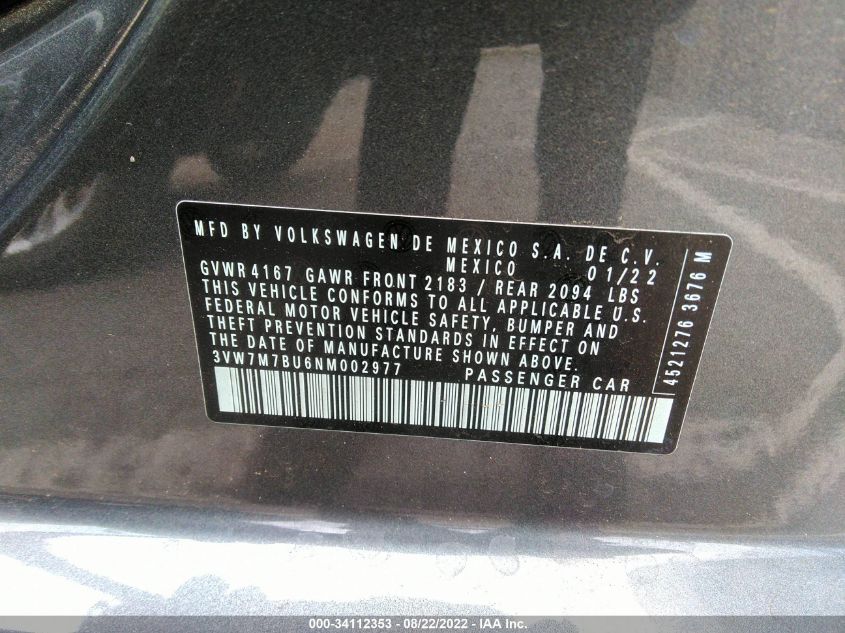 MFD BY VOLKSWAGEN DE MEXICO S.A. DE C.V.
MEXICO 01/22
GVWR 4167 GAWR FRONT 2183 / REAR 2094 LBS
THIS VEHICLE CONFORMS TO ALL APPLICABLE U.S.
FEDERAL MOTOR VEHICLE SAFETY, BUMPER AND
THEFT PREVENTION STANDARDS IN EFFECT ON
THE DATE OF MANUFACTURE SHOWN ABOVE.
3VW7M7BU6NM002977 PASSENGER CAR
4521276 3676 M
000-34112353 - 08/22/2022 - IAA Inc.